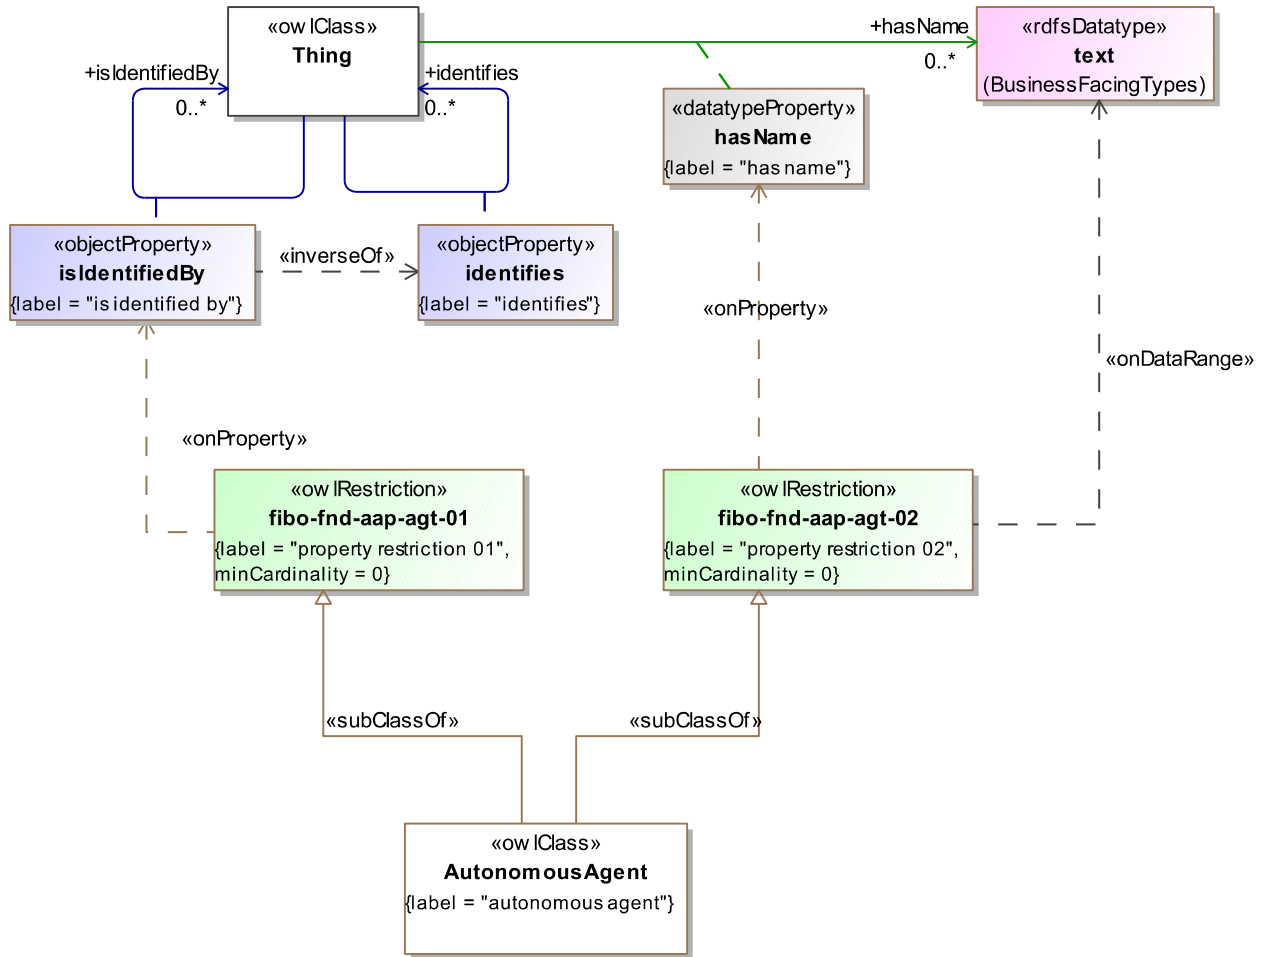 «owlClass»
Thing
+hasName
0..*
«rdfsDatatype»
text
(BusinessFacingTypes)
+isIdentifiedBy
0..*
+identifies
0..*
«datatypeProperty»
hasName
{label = "has name"}
«objectProperty»
isIdentifiedBy
{label = "is identified by"}
«inverseOf»
«objectProperty»
identifies
{label = "identifies"}
«onProperty»
«onDataRange»
«onProperty»
«owlRestriction»
fibo-fnd-aap-agt-01
{label = "property restriction 01",
minCardinality = 0}
«owlRestriction»
fibo-fnd-aap-agt-02
{label = "property restriction 02",
minCardinality = 0}
«subClassOf»
«subClassOf»
«owlClass»
AutonomousAgent
{label = "autonomous agent"}